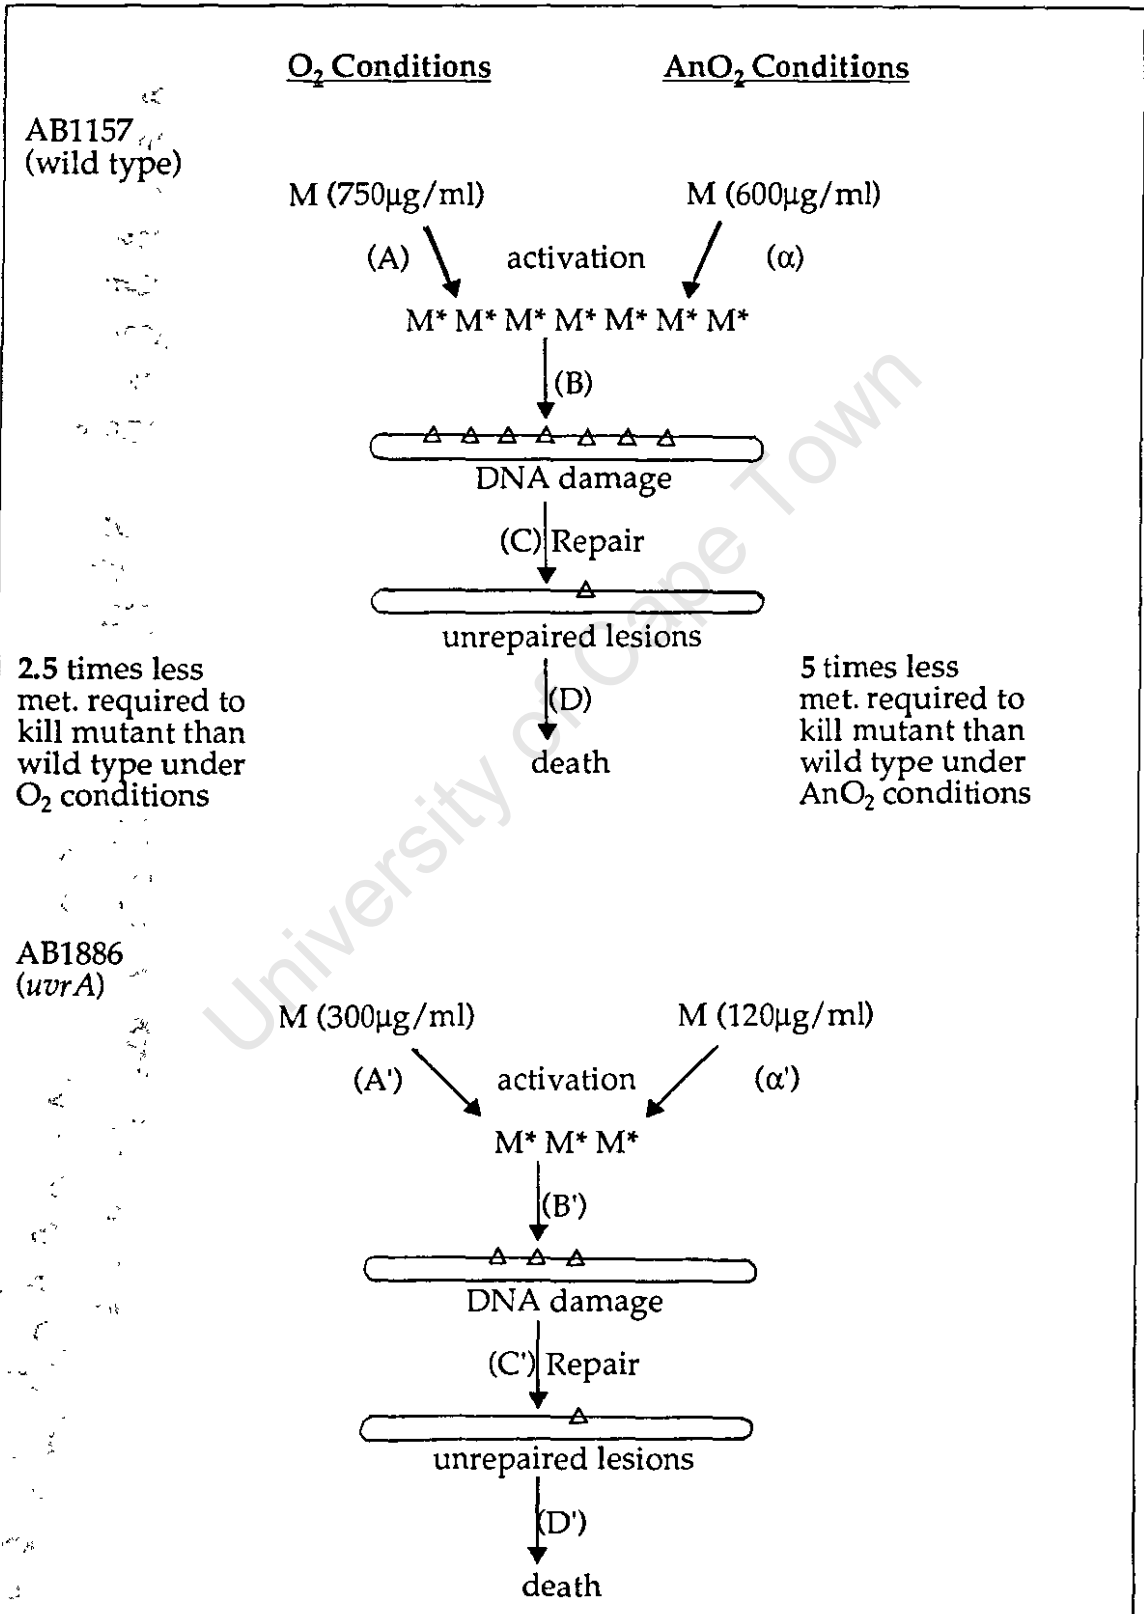 O₂ Conditions AnO₂ Conditions
AB1157
(wild type)
M (750µg/ml) M (600µg/ml)
(A) activation (α)
M* M* M* M* M* M* M*
(B)
DNA damage
(C) Repair
unrepaired lesions
2.5 times less
met. required to
kill mutant than
wild type under
O₂ conditions
(D)
death
5 times less
met. required to
kill mutant than
wild type under
AnO₂ conditions
AB1886
(uvrA)
M (300µg/ml) M (120µg/ml)
(A') activation (α')
M* M* M*
(B')
DNA damage
(C') Repair
unrepaired lesions
(D')
death
University of Cape Town